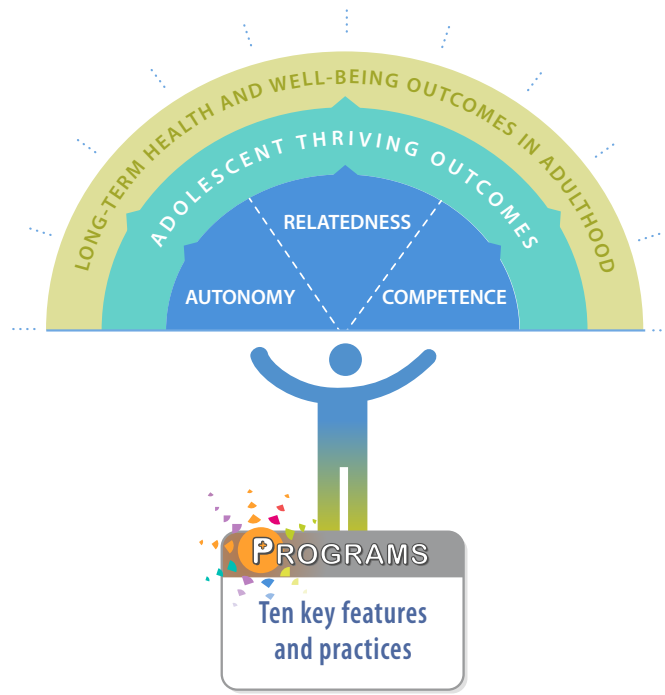 LONG-TERM HEALTH AND WELL-BEING OUTCOMES IN ADULTHOOD
ADOLESCENT THRIVING OUTCOMES
RELATEDNESS
AUTONOMY
COMPETENCE
PROGRAMS
Ten key features
and practices